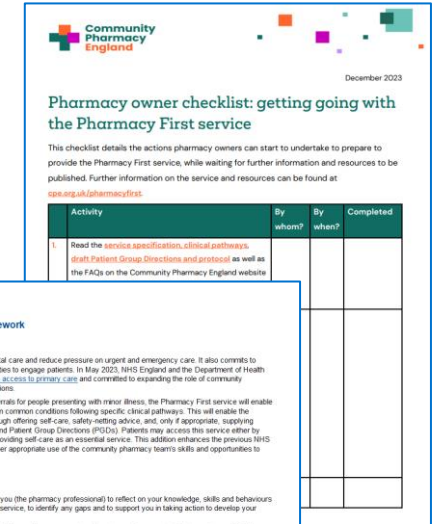 Community
Pharmacy
England
December 2023
Pharmacy owner checklist: getting going with
the Pharmacy First service
This checklist details the actions pharmacy owners can start to undertake to prepare to
provide the Pharmacy First service, while waiting for further information and resources to be
published. Further information on the service and resources can be found at
cpe.org.uk/pharmacyfirst.
Activity By whom? By when? Completed
1. Read the service specification, clinical pathways,
draft Patient Group Directions and protocol as well as
the FAQs on the Community Pharmacy England website
ework
tal care and reduce pressure on urgent and emergency care. It also commits to
ties to engage patients. In May 2023, NHS England and the Department of Health
access to primary care and committed to expanding the role of community
ions.
errals for people presenting with minor illness, the Pharmacy First service will enable
n common conditions following specific clinical pathways. This will enable the
ugh offering self-care, safety-netting advice, and, only if appropriate, supplying
nd Patient Group Directions (PGDs). Patients may access this service either by
oviding self-care as an essential service. This addition enhances the previous NHS
er appropriate use of the community pharmacy team's skills and opportunities to
you (the pharmacy professional) to reflect on your knowledge, skills and behaviours
service, to identify any gaps and to support you in taking action to develop your